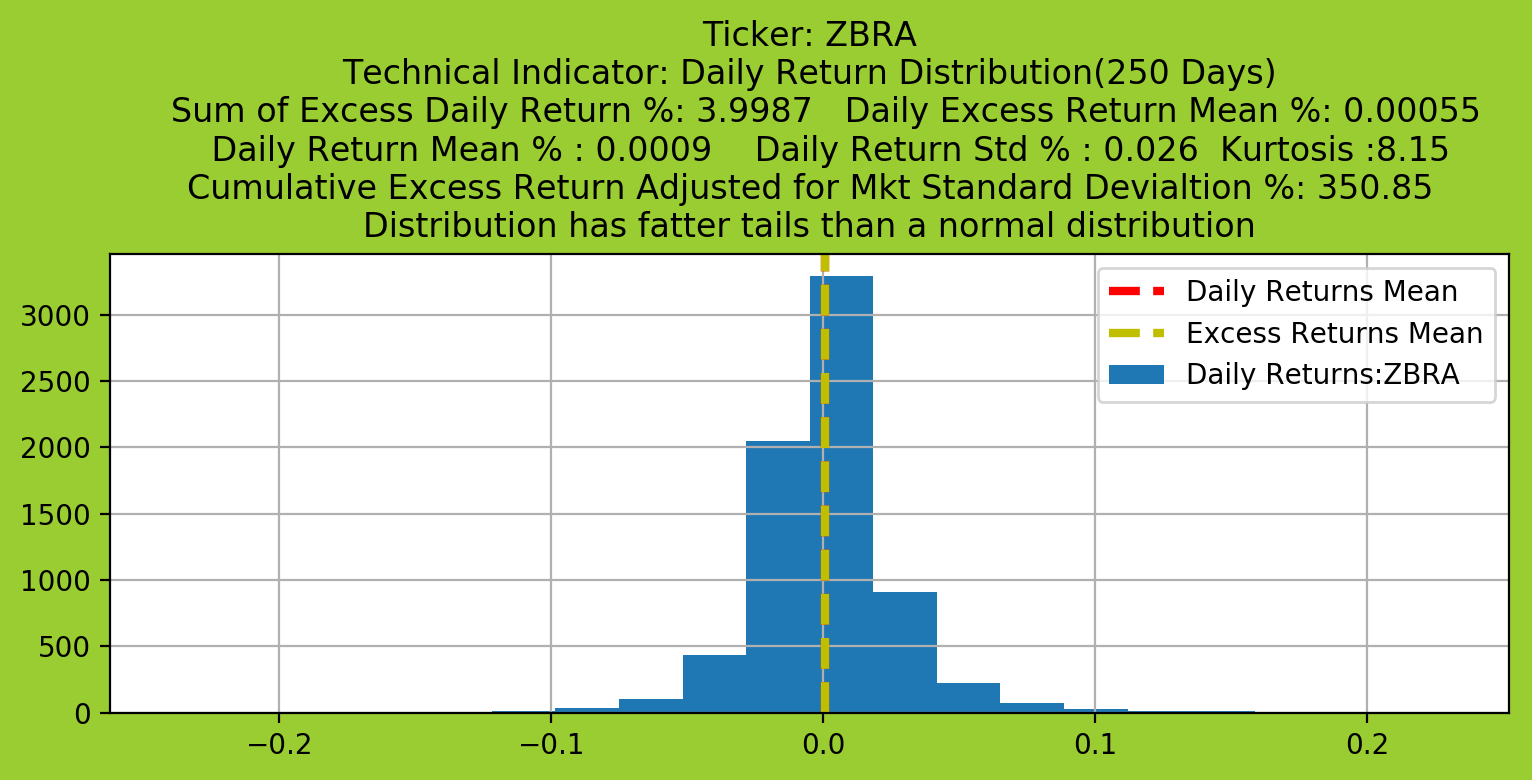 Ticker: ZBRA
Technical Indicator: Daily Return Distribution(250 Days)
Sum of Excess Daily Return %: 3.9987   Daily Excess Return Mean %: 0.00055
Daily Return Mean % : 0.0009    Daily Return Std % : 0.026  Kurtosis :8.15
Cumulative Excess Return Adjusted for Mkt Standard Devialtion %: 350.85
Distribution has fatter tails than a normal distribution
Daily Returns Mean
Excess Returns Mean
Daily Returns:ZBRA
3000
2500
2000
1500
1000
500
0
−0.2 −0.1 0.0 0.1 0.2